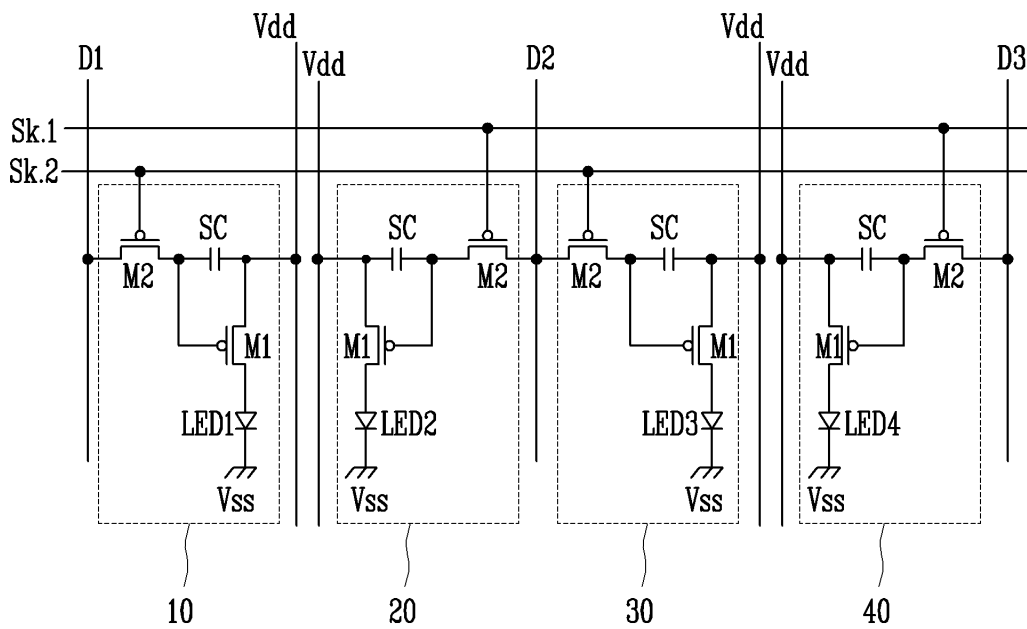 Vdd Vdd
D1 Vdd D2 Vdd D3
Sk.1
Sk.2
SC SC SC SC
M2 M2 M2 M2
M1 M1 M1 M1
LED1 LED2 LED3 LED4
Vss Vss Vss Vss
10 20 30 40